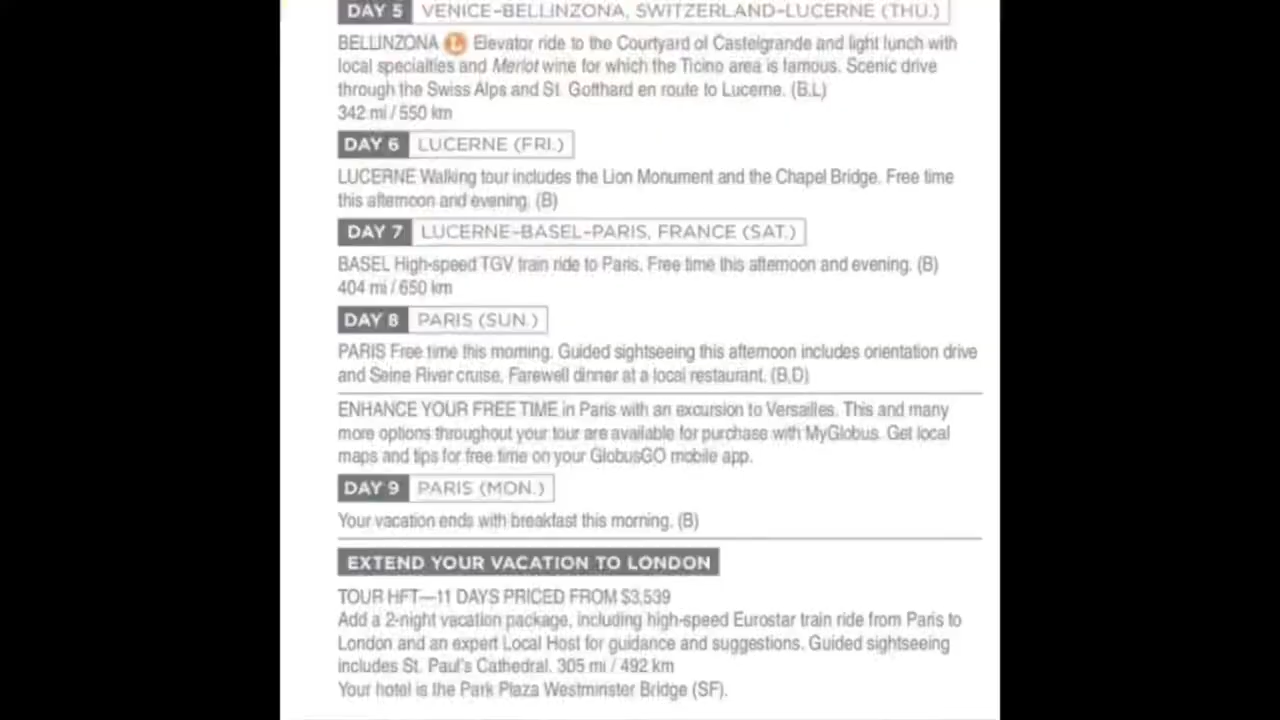 DAY 5 VENICE–BELLINZONA, SWITZERLAND–LUCERNE (THU.)
BELLINZONA L Elevator ride to the Courtyard of Castelgrande and light lunch with
local specialties and Merlot wine for which the Ticino area is famous. Scenic drive
through the Swiss Alps and St. Gotthard en route to Lucerne. (B,L)
342 mi / 550 km
DAY 6 LUCERNE (FRI.)
LUCERNE Walking tour includes the Lion Monument and the Chapel Bridge. Free time
this afternoon and evening. (B)
DAY 7 LUCERNE–BASEL–PARIS, FRANCE (SAT.)
BASEL High-speed TGV train ride to Paris. Free time this afternoon and evening. (B)
404 mi / 650 km
DAY 8 PARIS (SUN.)
PARIS Free time this morning. Guided sightseeing this afternoon includes orientation drive
and Seine River cruise. Farewell dinner at a local restaurant. (B,D)
ENHANCE YOUR FREE TIME in Paris with an excursion to Versailles. This and many
more options throughout your tour are available for purchase with MyGlobus. Get local
maps and tips for free time on your GlobusGO mobile app.
DAY 9 PARIS (MON.)
Your vacation ends with breakfast this morning. (B)
EXTEND YOUR VACATION TO LONDON
TOUR HFT—11 DAYS PRICED FROM $3,539
Add a 2-night vacation package, including high-speed Eurostar train ride from Paris to
London and an expert Local Host for guidance and suggestions. Guided sightseeing
includes St. Paul's Cathedral. 305 mi / 492 km
Your hotel is the Park Plaza Westminster Bridge (SF).